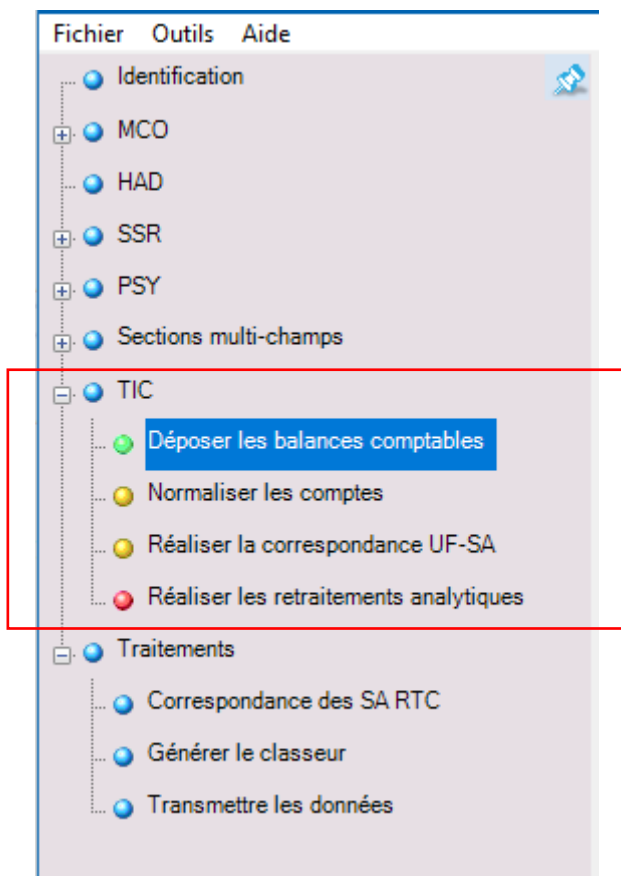 Fichier Outils Aide
Identification
MCO
HAD
SSR
PSY
Sections multi-champs
TIC
Déposer les balances comptables
Normaliser les comptes
Réaliser la correspondance UF-SA
Réaliser les retraitements analytiques
Traitements
Correspondance des SA RTC
Générer le classeur
Transmettre les données